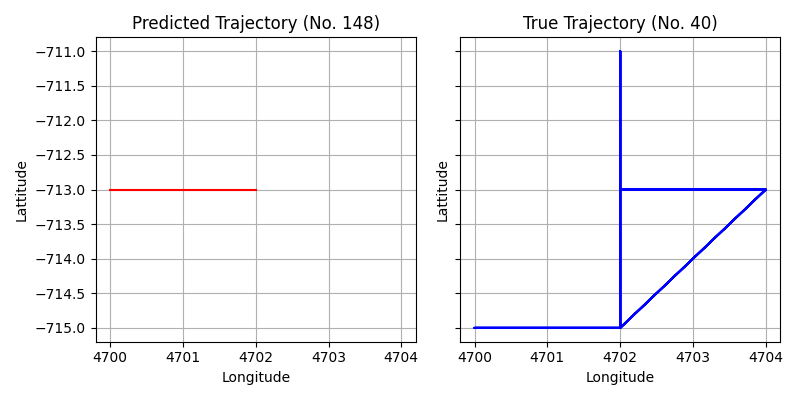 Predicted Trajectory (No. 148)
−711.0
−711.5
−712.0
−712.5
−713.0
−713.5
−714.0
−714.5
−715.0
Lattitude
4700 4701 4702 4703 4704
Longitude
True Trajectory (No. 40)
Lattitude
4700 4701 4702 4703 4704
Longitude